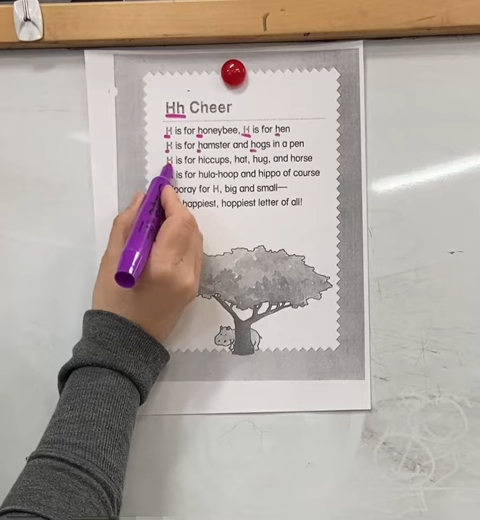 Hh Cheer
H is for honeybee, H is for hen
H is for hamster and hogs in a pen
H is for hiccups, hat, hug, and horse
is for hula-hoop and hippo of course
for H, big and small—
happiest, hoppiest letter of all!